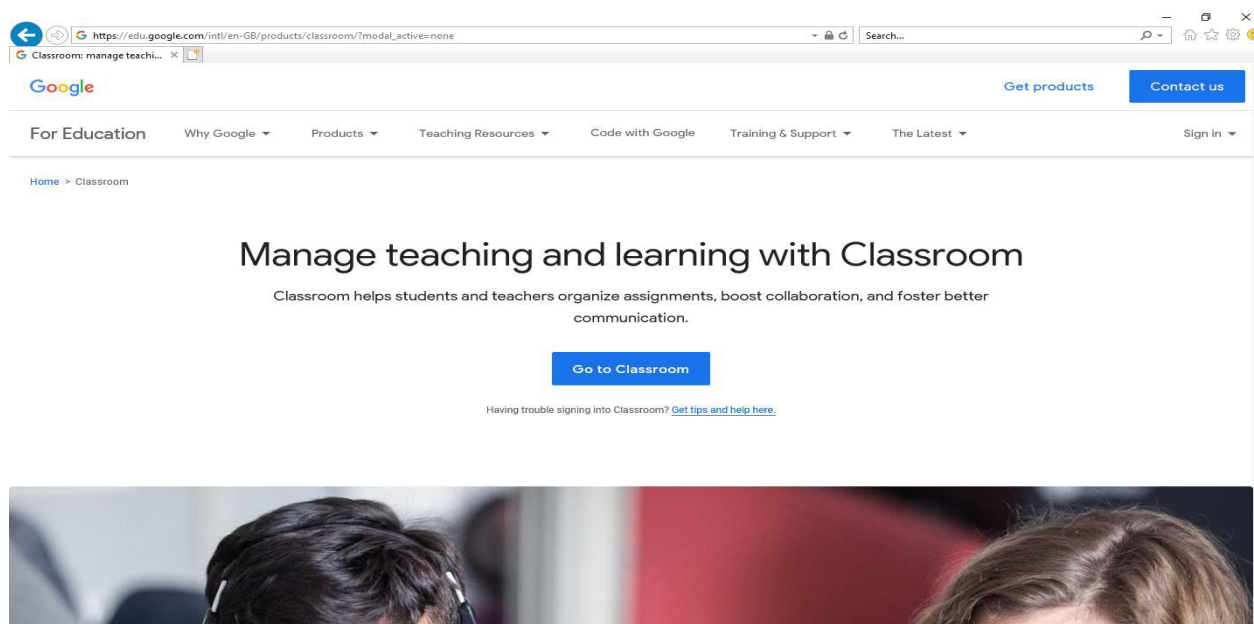 https://edu.google.com/intl/en-GB/products/classroom/?modal_active=none
Search...
Classroom: manage teachi...
Google
Get products
Contact us
For Education
Why Google
Products
Teaching Resources
Code with Google
Training & Support
The Latest
Sign in
Home > Classroom
Manage teaching and learning with Classroom
Classroom helps students and teachers organize assignments, boost collaboration, and foster better
communication.
Go to Classroom
Having trouble signing into Classroom? Get tips and help here.